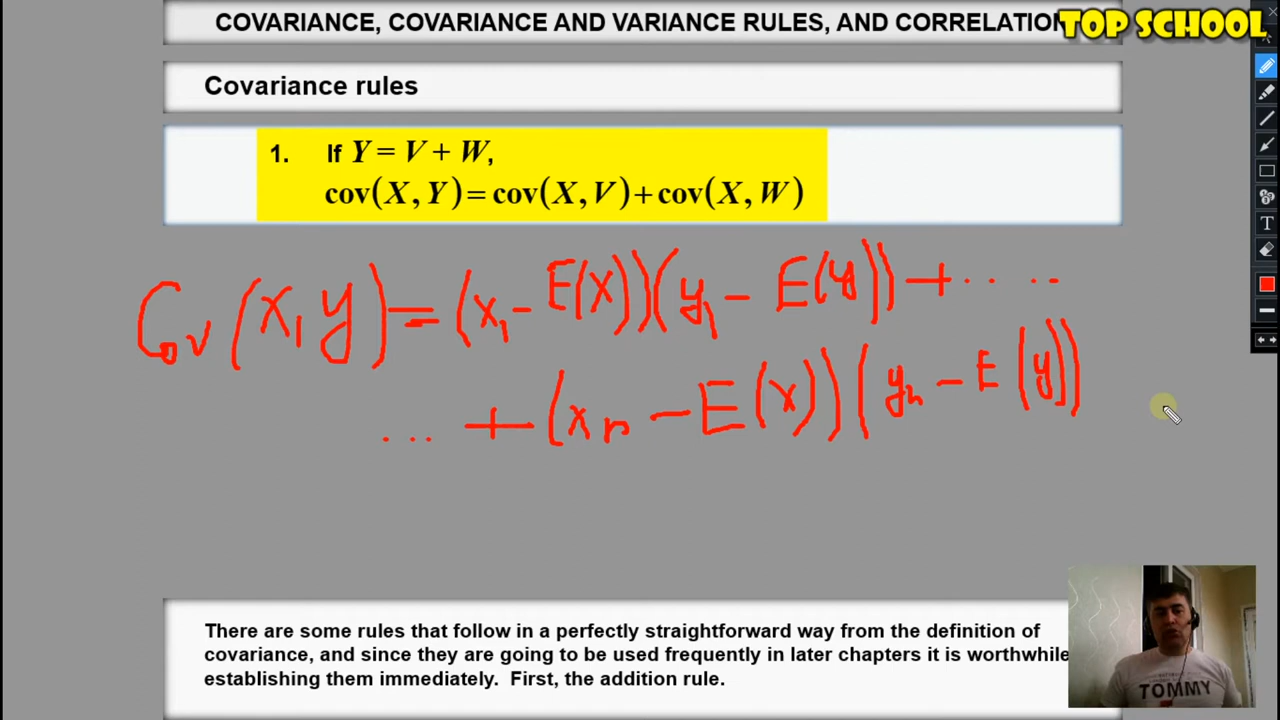 COVARIANCE, COVARIANCE AND VARIANCE RULES, AND CORRELATION
TOP SCHOOL
Covariance rules
1. If Y = V + W,
cov(X, Y) = cov(X, V) + cov(X, W)
Cov(x, y) = (x₁ - E(x))(y₁ - E(y)) + .. ..
... + (xₙ - E(x))(yₙ - E(y))
There are some rules that follow in a perfectly straightforward way from the definition of
covariance, and since they are going to be used frequently in later chapters it is worthwhile
establishing them immediately. First, the addition rule.
T
TOMMY